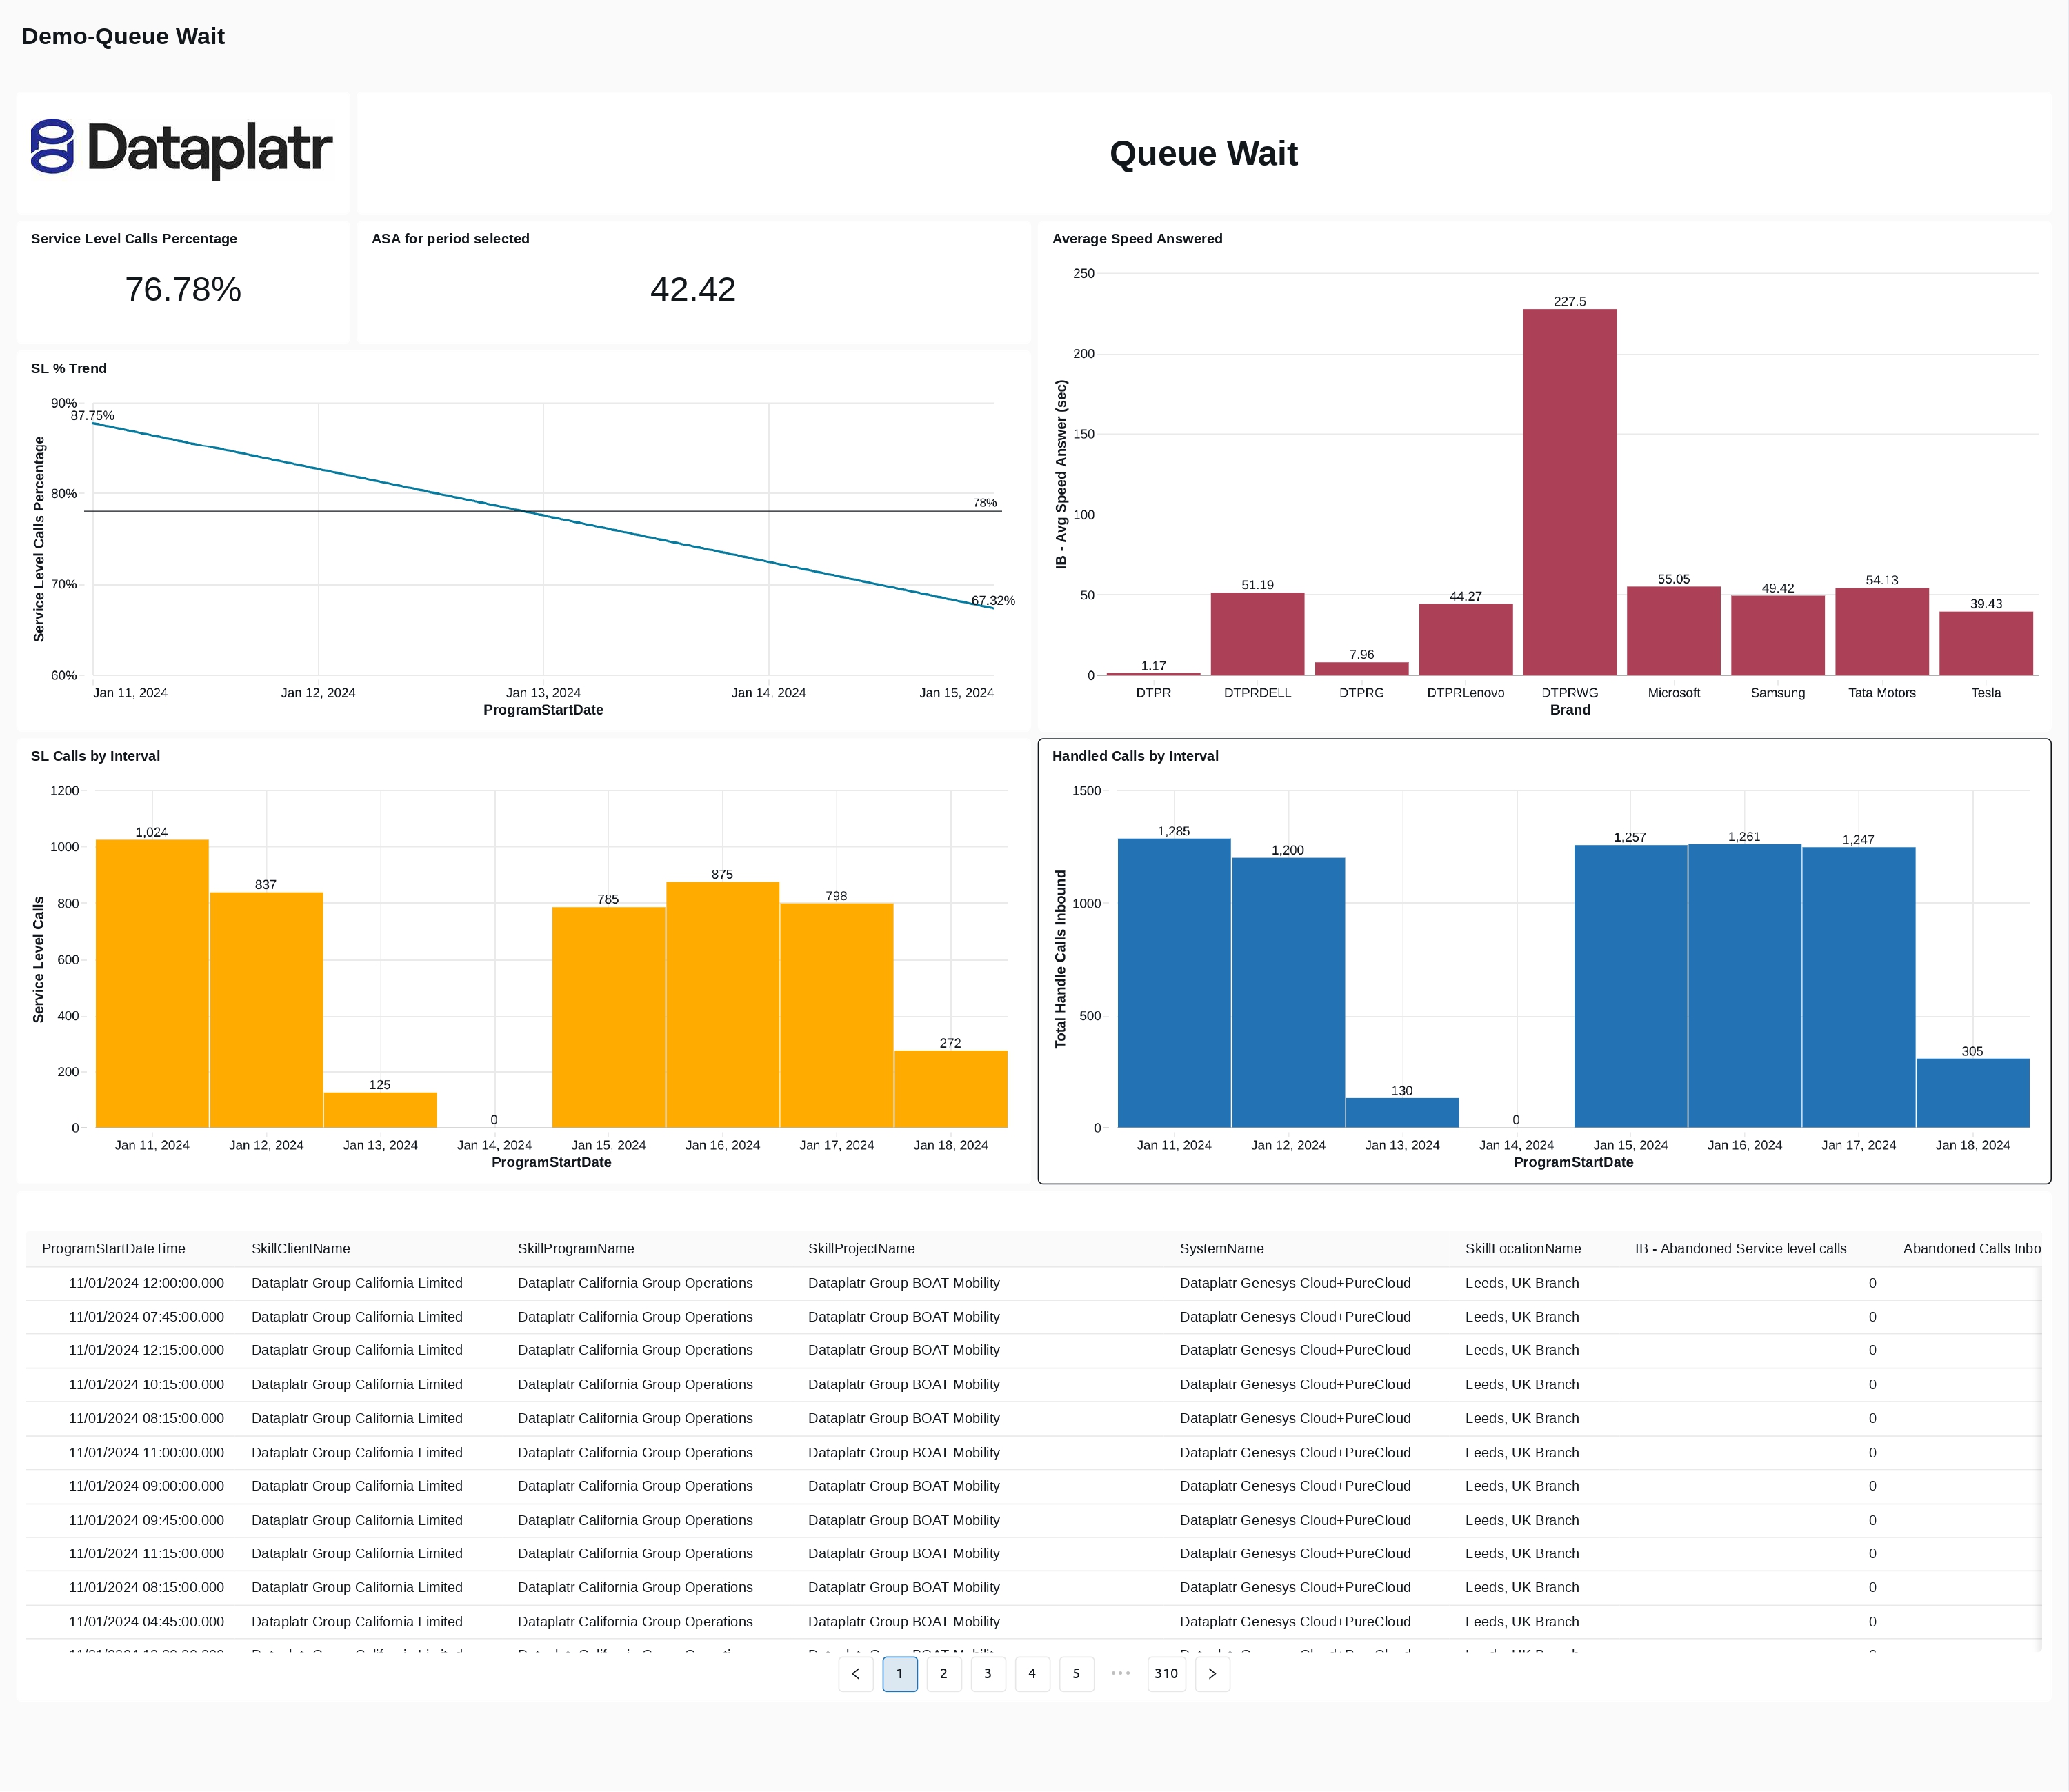 Demo-Queue Wait
Dataplatr
Queue Wait
Service Level Calls Percentage
76.78%
ASA for period selected
42.42
Average Speed Answered
250
200
150
100
50
0
IB - Avg Speed Answer (sec)
1.17
51.19
7.96
44.27
227.5
55.05
49.42
54.13
39.43
DTPR DTPRDELL DTPRG DTPRLenovo DTPRWG Microsoft Samsung Tata Motors Tesla
Brand
SL % Trend
90%
80%
70%
60%
Service Level Calls Percentage
87.75%
78%
67.32%
Jan 11, 2024 Jan 12, 2024 Jan 13, 2024 Jan 14, 2024 Jan 15, 2024
ProgramStartDate
SL Calls by Interval
1200
1000
800
600
400
200
0
Service Level Calls
1,024
837
125
0
785
875
798
272
Jan 11, 2024 Jan 12, 2024 Jan 13, 2024 Jan 14, 2024 Jan 15, 2024 Jan 16, 2024 Jan 17, 2024 Jan 18, 2024
ProgramStartDate
Handled Calls by Interval
1500
1000
500
0
Total Handle Calls Inbound
1,285
1,200
130
0
1,257
1,261
1,247
305
Jan 11, 2024 Jan 12, 2024 Jan 13, 2024 Jan 14, 2024 Jan 15, 2024 Jan 16, 2024 Jan 17, 2024 Jan 18, 2024
ProgramStartDate
ProgramStartDateTime SkillClientName SkillProgramName SkillProjectName SystemName SkillLocationName IB - Abandoned Service level calls Abandoned Calls Inbo
11/01/2024 12:00:00.000 Dataplatr Group California Limited Dataplatr California Group Operations Dataplatr Group BOAT Mobility Dataplatr Genesys Cloud+PureCloud Leeds, UK Branch 0
11/01/2024 07:45:00.000 Dataplatr Group California Limited Dataplatr California Group Operations Dataplatr Group BOAT Mobility Dataplatr Genesys Cloud+PureCloud Leeds, UK Branch 0
11/01/2024 12:15:00.000 Dataplatr Group California Limited Dataplatr California Group Operations Dataplatr Group BOAT Mobility Dataplatr Genesys Cloud+PureCloud Leeds, UK Branch 0
11/01/2024 10:15:00.000 Dataplatr Group California Limited Dataplatr California Group Operations Dataplatr Group BOAT Mobility Dataplatr Genesys Cloud+PureCloud Leeds, UK Branch 0
11/01/2024 08:15:00.000 Dataplatr Group California Limited Dataplatr California Group Operations Dataplatr Group BOAT Mobility Dataplatr Genesys Cloud+PureCloud Leeds, UK Branch 0
11/01/2024 11:00:00.000 Dataplatr Group California Limited Dataplatr California Group Operations Dataplatr Group BOAT Mobility Dataplatr Genesys Cloud+PureCloud Leeds, UK Branch 0
11/01/2024 09:00:00.000 Dataplatr Group California Limited Dataplatr California Group Operations Dataplatr Group BOAT Mobility Dataplatr Genesys Cloud+PureCloud Leeds, UK Branch 0
11/01/2024 09:45:00.000 Dataplatr Group California Limited Dataplatr California Group Operations Dataplatr Group BOAT Mobility Dataplatr Genesys Cloud+PureCloud Leeds, UK Branch 0
11/01/2024 11:15:00.000 Dataplatr Group California Limited Dataplatr California Group Operations Dataplatr Group BOAT Mobility Dataplatr Genesys Cloud+PureCloud Leeds, UK Branch 0
11/01/2024 08:15:00.000 Dataplatr Group California Limited Dataplatr California Group Operations Dataplatr Group BOAT Mobility Dataplatr Genesys Cloud+PureCloud Leeds, UK Branch 0
11/01/2024 04:45:00.000 Dataplatr Group California Limited Dataplatr California Group Operations Dataplatr Group BOAT Mobility Dataplatr Genesys Cloud+PureCloud Leeds, UK Branch 0
< 1 2 3 4 5 ••• 310 >